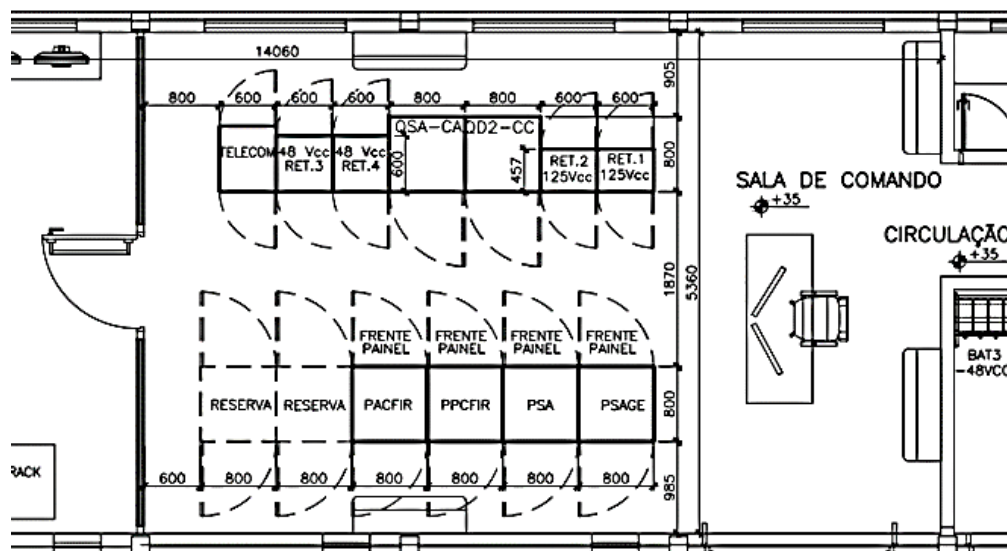 14060
800 600 600 600 800 800 600 600
905
QSA-CAQD2-CC
TELECOM
48 Vcc
RET.3
48 Vcc
RET.4
600
457
RET.2
125Vcc
RET.1
125Vcc
800
SALA DE COMANDO
+35
CIRCULAÇÃO
+35
1870
5360
FRENTE
PAINEL
FRENTE
PAINEL
FRENTE
PAINEL
FRENTE
PAINEL
BAT3
-48VCC
RESERVA
RESERVA
PACFIR
PPCFIR
PSA
PSAGE
800
RACK
600 800 800 800 800 800 800
985